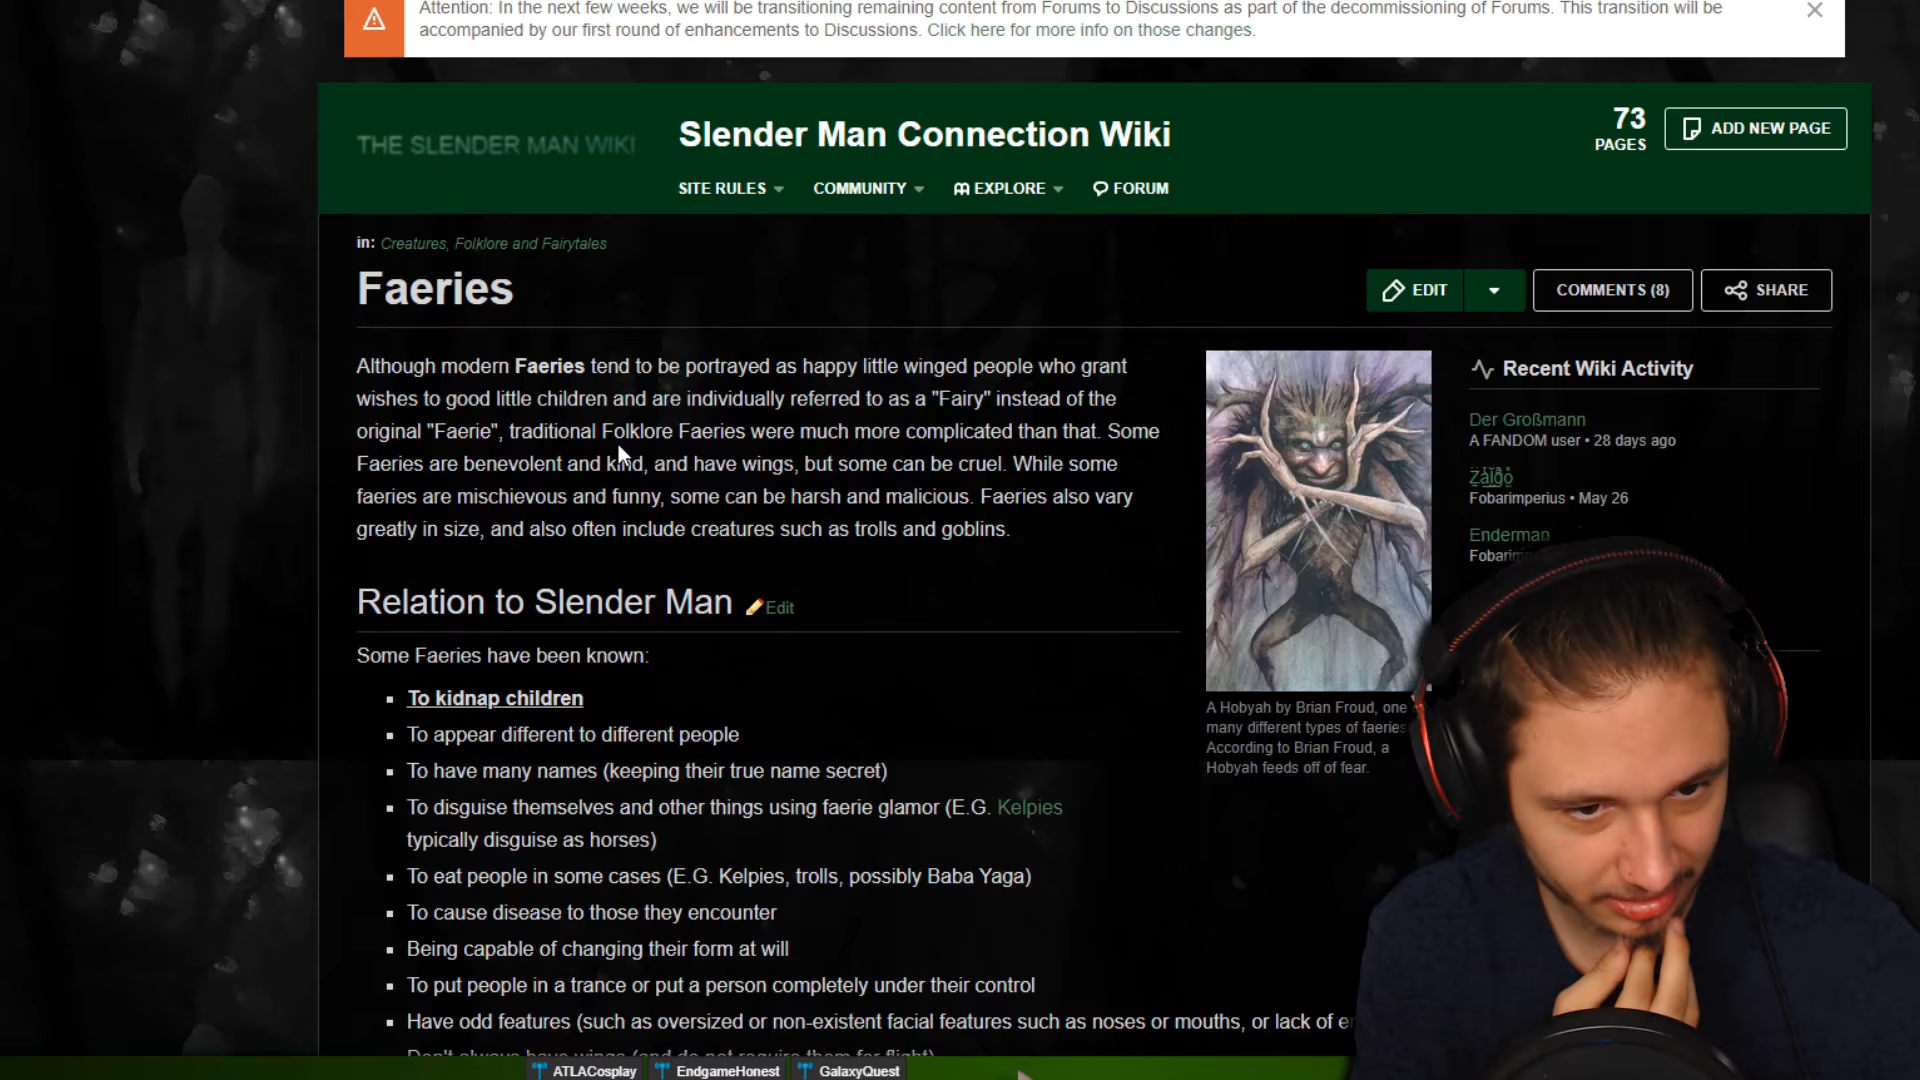 Attention: In the next few weeks, we will be transitioning remaining content from Forums to Discussions as part of the decommissioning of Forums. This transition will be
accompanied by our first round of enhancements to Discussions. Click here for more info on those changes.
THE SLENDER MAN WIKI
Slender Man Connection Wiki
73
PAGES
ADD NEW PAGE
SITE RULES
COMMUNITY
EXPLORE
FORUM
in: Creatures, Folklore and Fairytales
Faeries
EDIT
COMMENTS (8)
SHARE
Although modern Faeries tend to be portrayed as happy little winged people who grant
wishes to good little children and are individually referred to as a "Fairy" instead of the
original "Faerie", traditional Folklore Faeries were much more complicated than that. Some
Faeries are benevolent and kind, and have wings, but some can be cruel. While some
faeries are mischievous and funny, some can be harsh and malicious. Faeries also vary
greatly in size, and also often include creatures such as trolls and goblins.
Relation to Slender Man Edit
Some Faeries have been known:
▪ To kidnap children
▪ To appear different to different people
▪ To have many names (keeping their true name secret)
▪ To disguise themselves and other things using faerie glamor (E.G. Kelpies
typically disguise as horses)
▪ To eat people in some cases (E.G. Kelpies, trolls, possibly Baba Yaga)
▪ To cause disease to those they encounter
▪ Being capable of changing their form at will
▪ To put people in a trance or put a person completely under their control
▪ Have odd features (such as oversized or non-existent facial features such as noses or mouths, or lack of
Don't always have wings (and do not require them for flight)
A Hobyah by Brian Froud, one
many different types of faeries
According to Brian Froud, a
Hobyah feeds off of fear.
Recent Wiki Activity
Der Großmann
A FANDOM user • 28 days ago
Zalgo
Fobarimperius • May 26
Enderman
ATLACosplay
EndgameHonest
GalaxyQuest